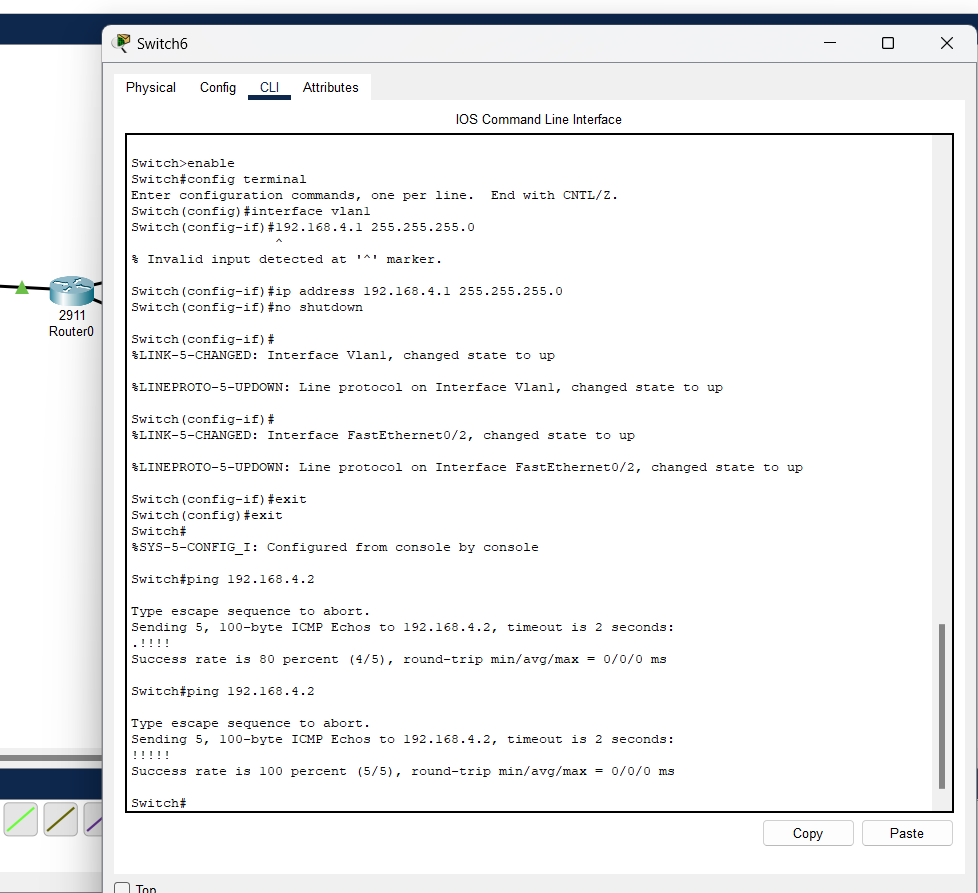 Switch6
Physical Config CLI Attributes
IOS Command Line Interface
Switch>enable
Switch#config terminal
Enter configuration commands, one per line.  End with CNTL/Z.
Switch(config)#interface vlan1
Switch(config-if)#192.168.4.1 255.255.255.0
^
% Invalid input detected at '^' marker.
Switch(config-if)#ip address 192.168.4.1 255.255.255.0
Switch(config-if)#no shutdown
Switch(config-if)#
%LINK-5-CHANGED: Interface Vlan1, changed state to up
%LINEPROTO-5-UPDOWN: Line protocol on Interface Vlan1, changed state to up
Switch(config-if)#
%LINK-5-CHANGED: Interface FastEthernet0/2, changed state to up
%LINEPROTO-5-UPDOWN: Line protocol on Interface FastEthernet0/2, changed state to up
Switch(config-if)#exit
Switch(config)#exit
Switch#
%SYS-5-CONFIG_I: Configured from console by console
Switch#ping 192.168.4.2
Type escape sequence to abort.
Sending 5, 100-byte ICMP Echos to 192.168.4.2, timeout is 2 seconds:
.!!!!
Success rate is 80 percent (4/5), round-trip min/avg/max = 0/0/0 ms
Switch#ping 192.168.4.2
Type escape sequence to abort.
Sending 5, 100-byte ICMP Echos to 192.168.4.2, timeout is 2 seconds:
!!!!!
Success rate is 100 percent (5/5), round-trip min/avg/max = 0/0/0 ms
Switch#
Copy Paste
Top
2911
Router0